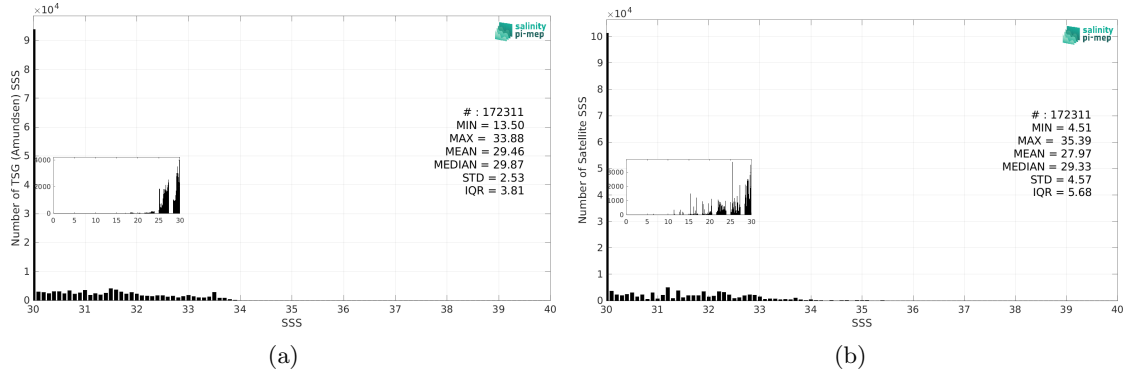 ×10^4
salinity
pi-mep
9
8
7
6
5
4
3
2
1
0
Number of TSG (Amundsen) SSS
# : 172311
MIN = 13.50
MAX = 33.88
MEAN = 29.46
MEDIAN = 29.87
STD = 2.53
IQR = 3.81
4000
2000
0
0 5 10 15 20 25 30
30 31 32 33 34 35 36 37 38 39 40
SSS
(a)
×10^4
salinity
pi-mep
10
9
8
7
6
5
4
3
2
1
0
Number of Satellite SSS
# : 172311
MIN = 4.51
MAX = 35.39
MEAN = 27.97
MEDIAN = 29.33
STD = 4.57
IQR = 5.68
3000
2000
1000
0
0 5 10 15 20 25 30
30 31 32 33 34 35 36 37 38 39 40
SSS
(b)